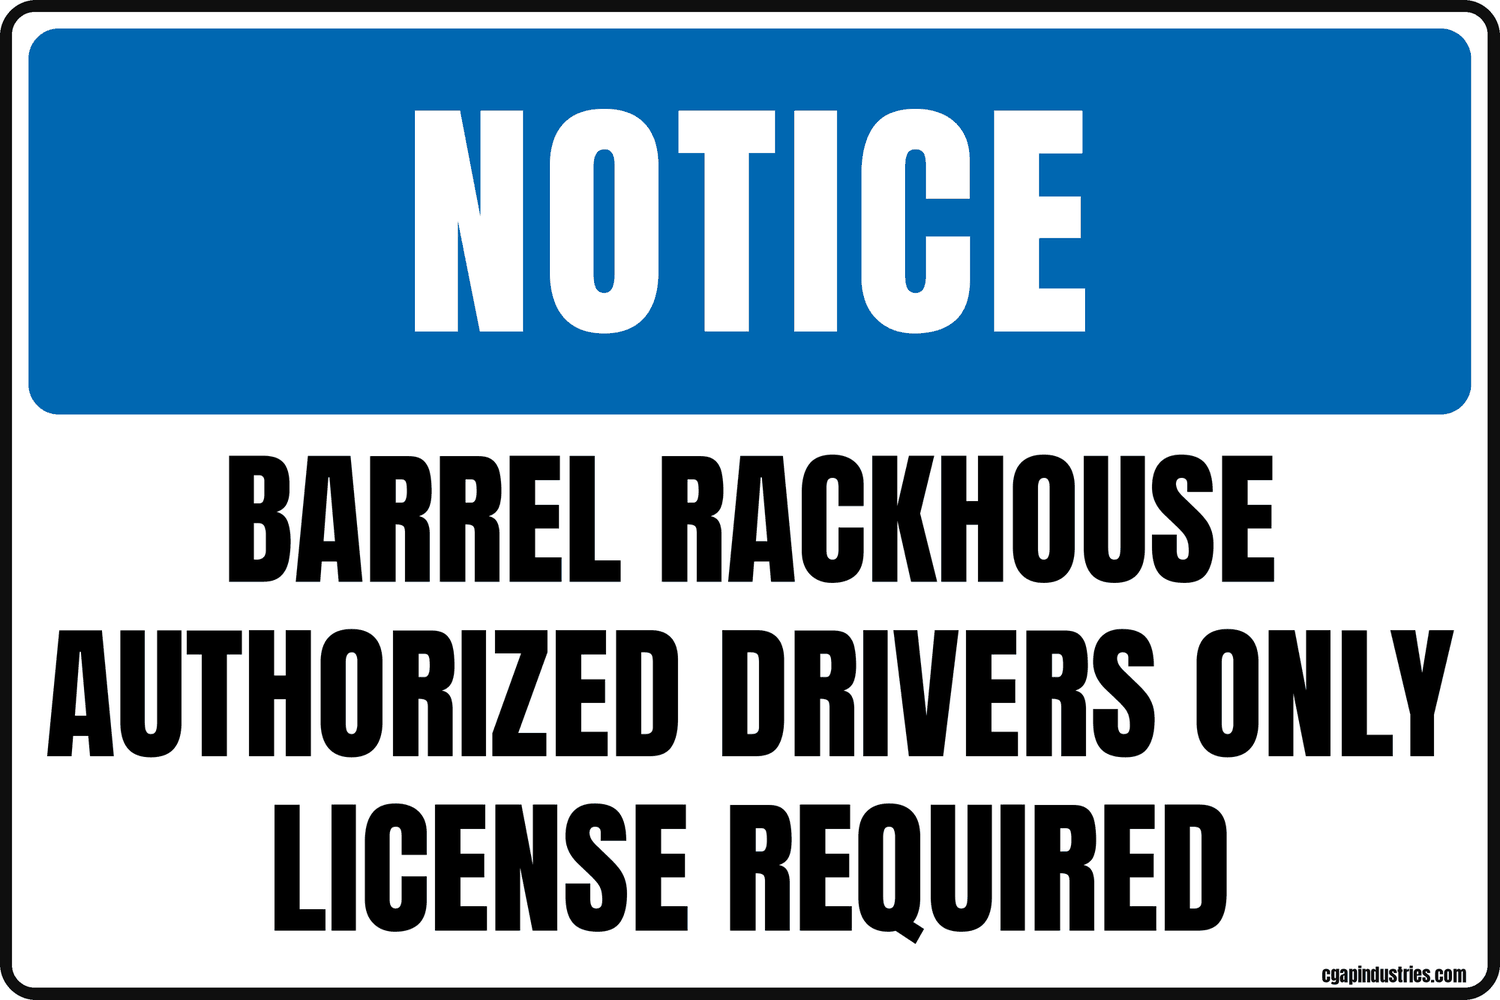 NOTICE
BARREL RACKHOUSE
AUTHORIZED DRIVERS ONLY
LICENSE REQUIRED
cgapindustries.com